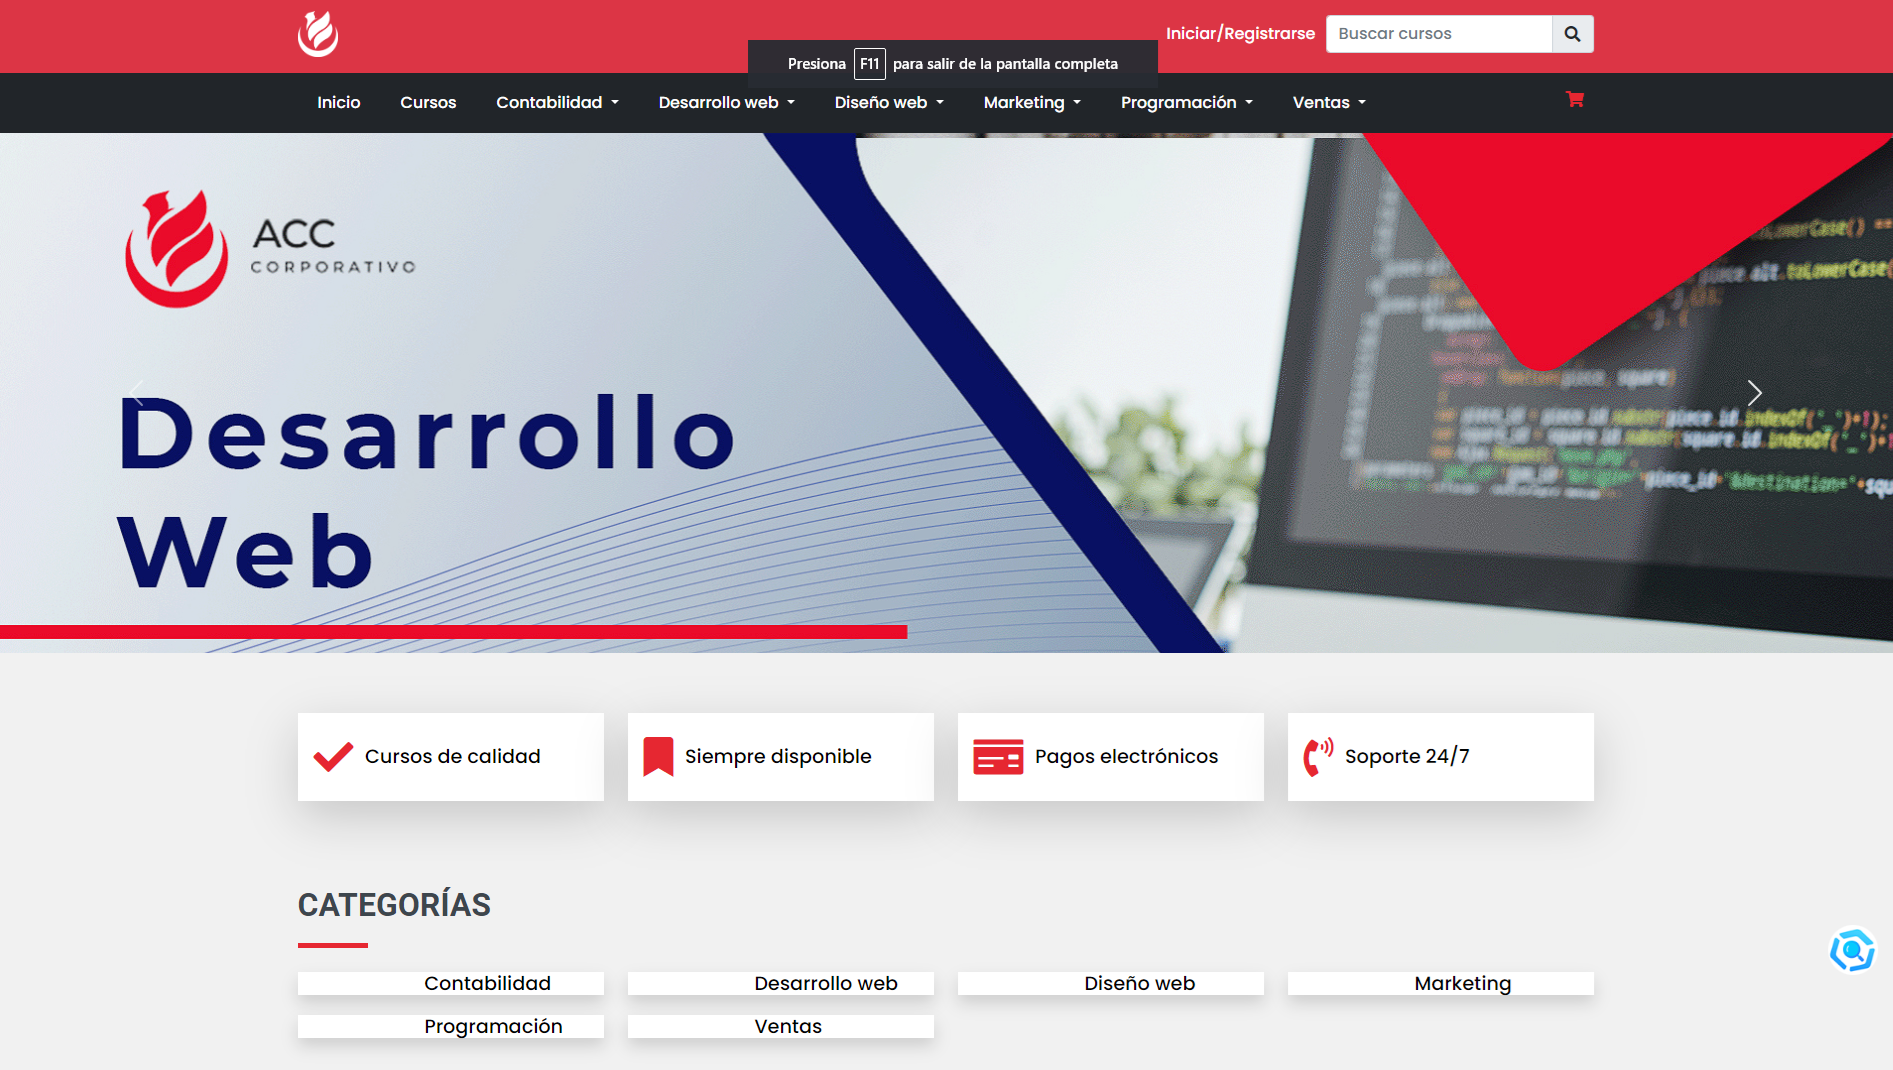 Iniciar/Registrarse
Buscar cursos
Presiona F11 para salir de la pantalla completa
Inicio Cursos Contabilidad Desarrollo web Diseño web Marketing Programación Ventas
ACC
CORPORATIVO
Desarrollo
Web
Cursos de calidad
Siempre disponible
Pagos electrónicos
Soporte 24/7
CATEGORÍAS
Contabilidad
Desarrollo web
Diseño web
Marketing
Programación
Ventas